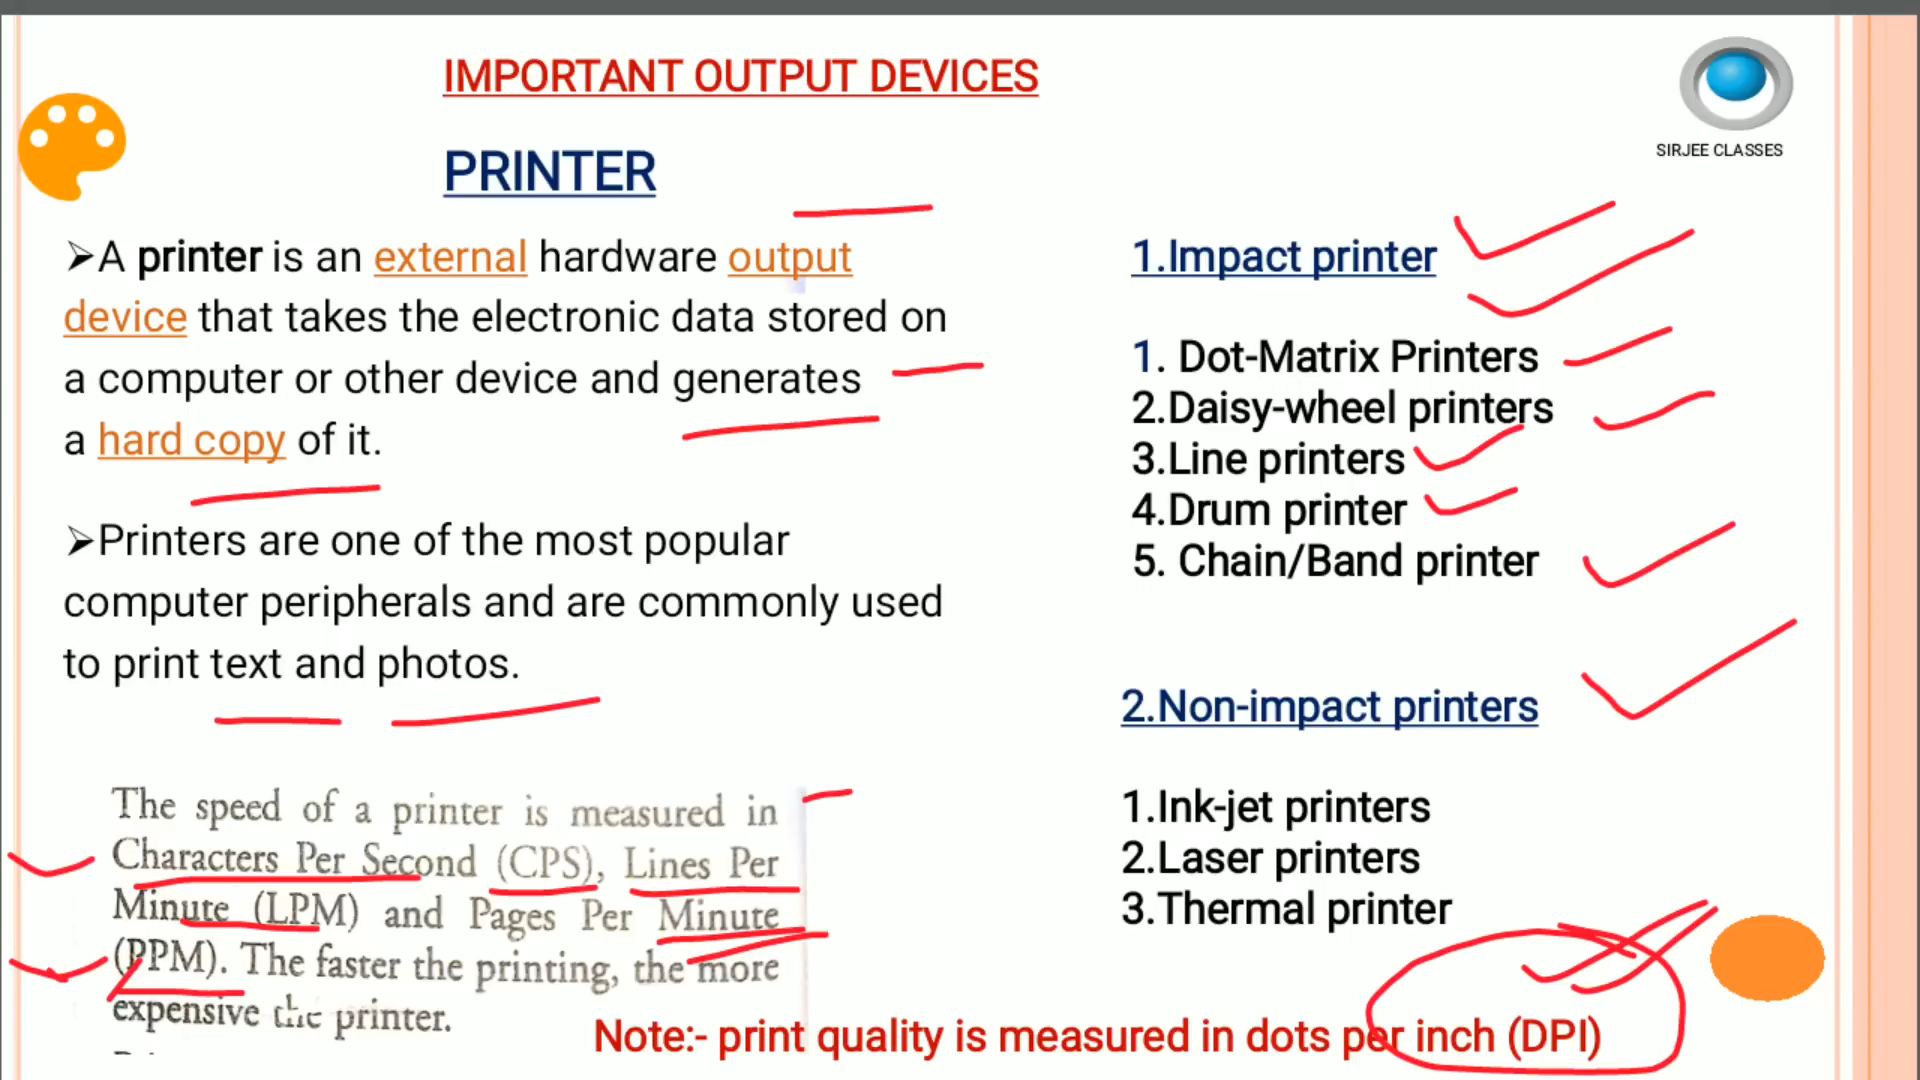 IMPORTANT OUTPUT DEVICES
SIRJEE CLASSES
PRINTER
➢A printer is an external hardware output
device that takes the electronic data stored on
a computer or other device and generates
a hard copy of it.
➢Printers are one of the most popular
computer peripherals and are commonly used
to print text and photos.
The speed of a printer is measured in
Characters Per Second (CPS), Lines Per
Minute (LPM) and Pages Per Minute
(PPM). The faster the printing, the more
expensive the printer.
1.Impact printer
1. Dot-Matrix Printers
2.Daisy-wheel printers
3.Line printers
4.Drum printer
5. Chain/Band printer
2.Non-impact printers
1.Ink-jet printers
2.Laser printers
3.Thermal printer
Note:- print quality is measured in dots per inch (DPI)